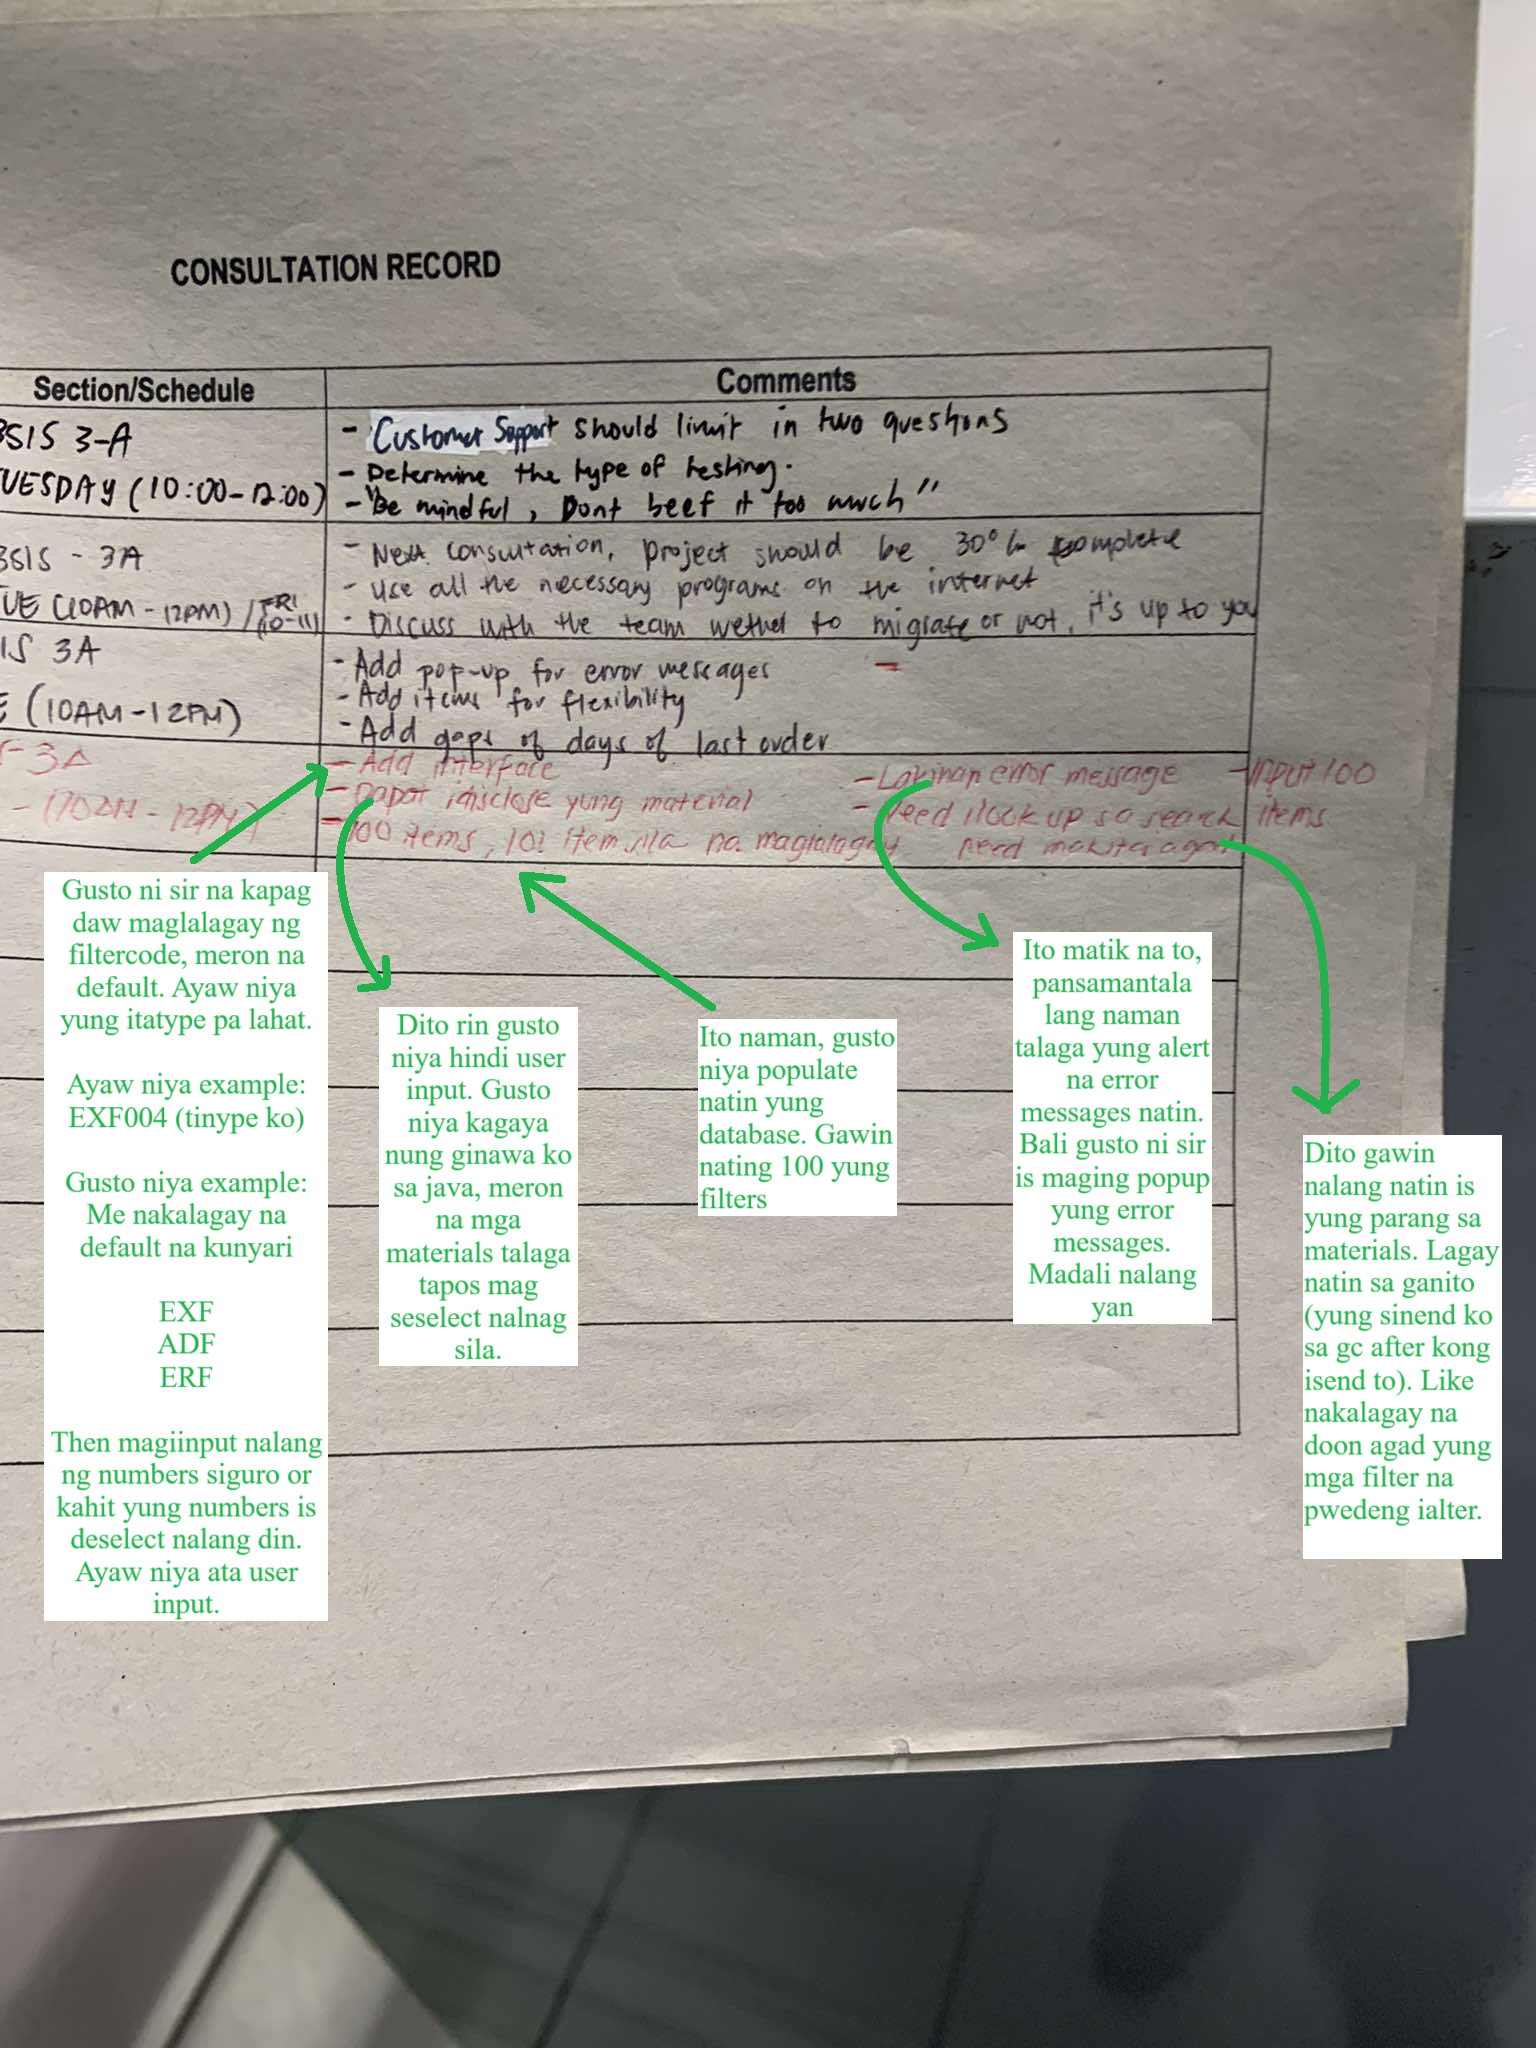 CONSULTATION RECORD
Section/Schedule
Comments
BSIS 3-A
TUESDAY (10:00-12:00)
- Customer Support should limit in two questions
- Determine the type of testing.
- "Be mindful, Dont beef it too much"
BSIS - 3A
TUE (10AM - 12PM) / FRI (10-11)
- Next consultation, project should be 30% complete
- Use all the necessary programs on the internet
- Discuss with the team wether to migrate or not, it's up to you
IS 3A
E (10AM-12PM)
- Add pop-up for error messages
- Add items for flexibility
- Add gaps of days of last order
- 3A
- (10AM - 12PM)
- Add interface
- Dapat idisclose yung material
- 100 items, 101 item sila na maglalagay
- Lakihan error message
- Need ilook up sa search
need makita agad
- INPUT 100
items
Gusto ni sir na kapag
daw maglalagay ng
filtercode, meron na
default. Ayaw niya
yung itatype pa lahat.
Ayaw niya example:
EXF004 (tinype ko)
Gusto niya example:
Me nakalagay na
default na kunyari
EXF
ADF
ERF
Then magiinput nalang
ng numbers siguro or
kahit yung numbers is
deselect nalang din.
Ayaw niya ata user
input.
Dito rin gusto
niya hindi user
input. Gusto
niya kagaya
nung ginawa ko
sa java, meron
na mga
materials talaga
tapos mag
seselect nalnag
sila.
Ito naman, gusto
niya populate
natin yung
database. Gawin
nating 100 yung
filters
Ito matik na to,
pansamantala
lang naman
talaga yung alert
na error
messages natin.
Bali gusto ni sir
is maging popup
yung error
messages.
Madali nalang
yan
Dito gawin
nalang natin is
yung parang sa
materials. Lagay
natin sa ganito
(yung sinend ko
sa gc after kong
isend to). Like
nakalagay na
doon agad yung
mga filter na
pwedeng ialter.